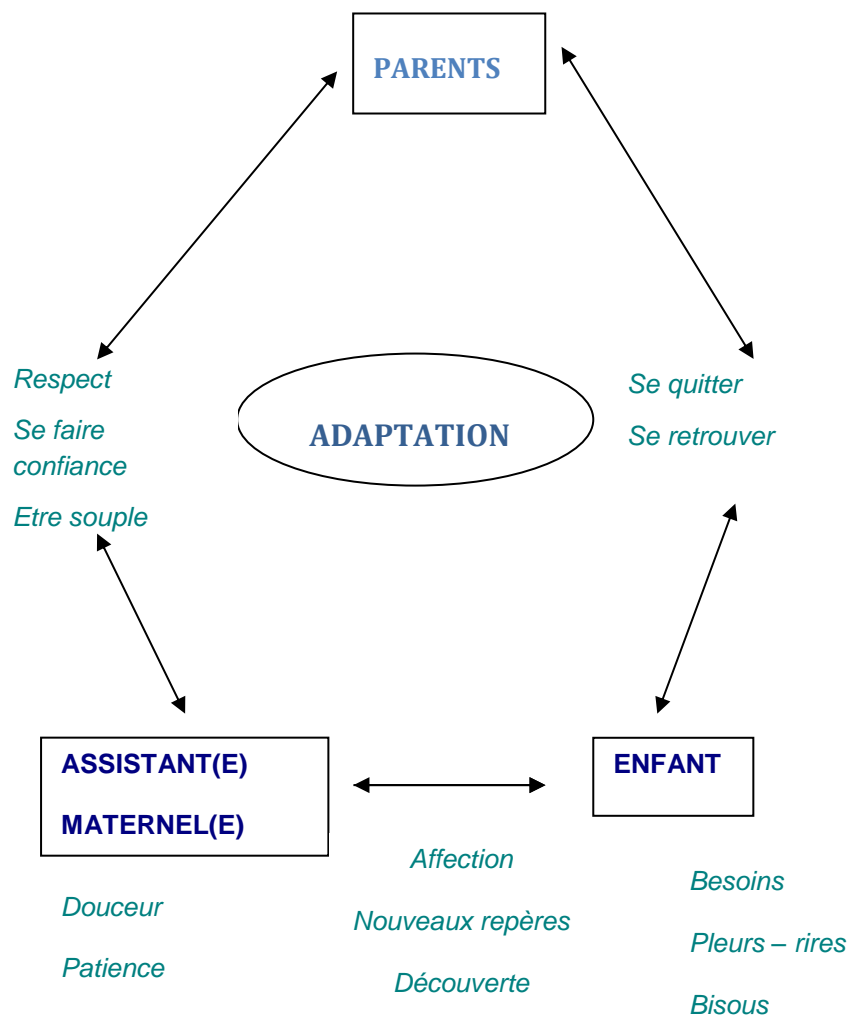 PARENTS
Respect
Se faire
confiance
Etre souple
ADAPTATION
Se quitter
Se retrouver
ASSISTANT(E)
MATERNEL(E)
ENFANT
Douceur
Patience
Affection
Nouveaux repères
Découverte
Besoins
Pleurs – rires
Bisous